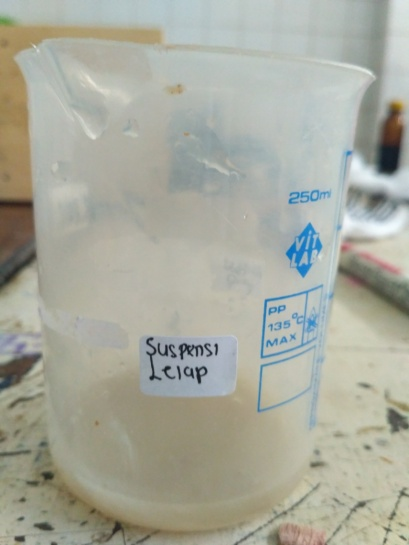 250ml
VIT
LAB
PP
135°C
MAX
Suspensi
Lelap